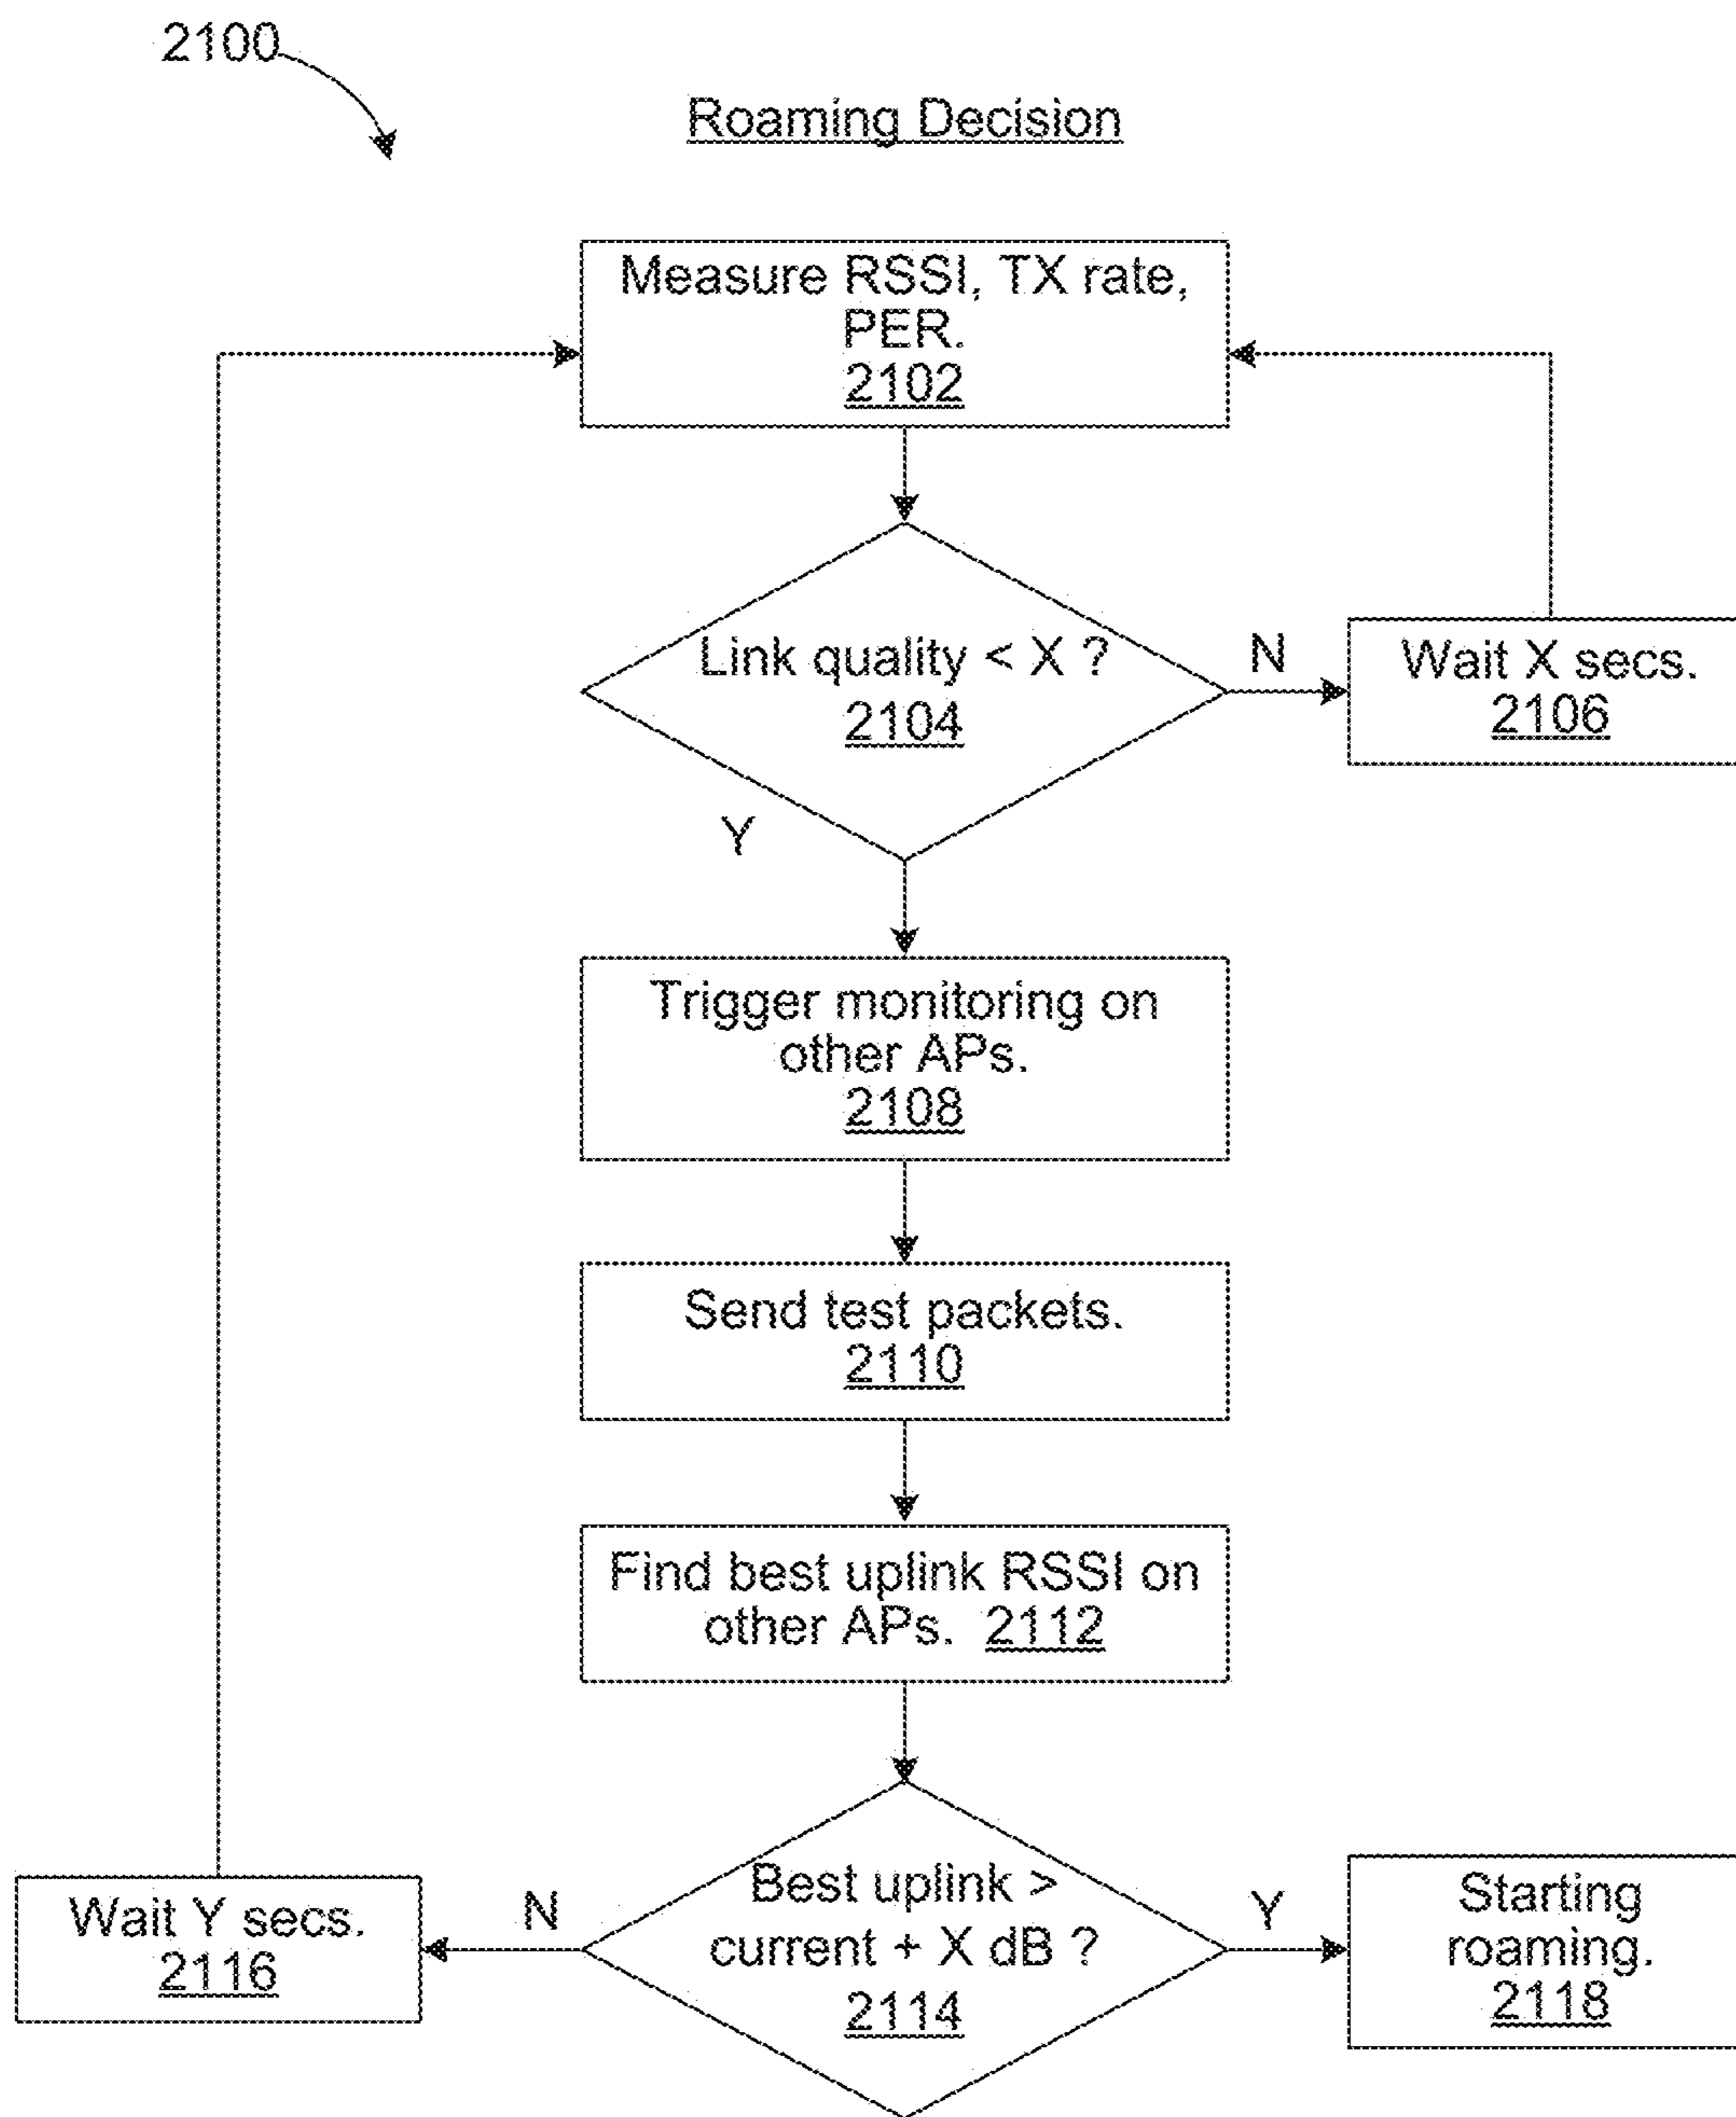 2100
Roaming Decision
Measure RSSI, TX rate,
PER.
2102
Link quality < X ?
2104
N
Wait X secs.
2106
Y
Trigger monitoring on
other APs.
2108
Send test packets.
2110
Find best uplink RSSI on
other APs. 2112
Best uplink >
current + X dB ?
2114
N
Wait Y secs.
2116
Y
Starting
roaming.
2118